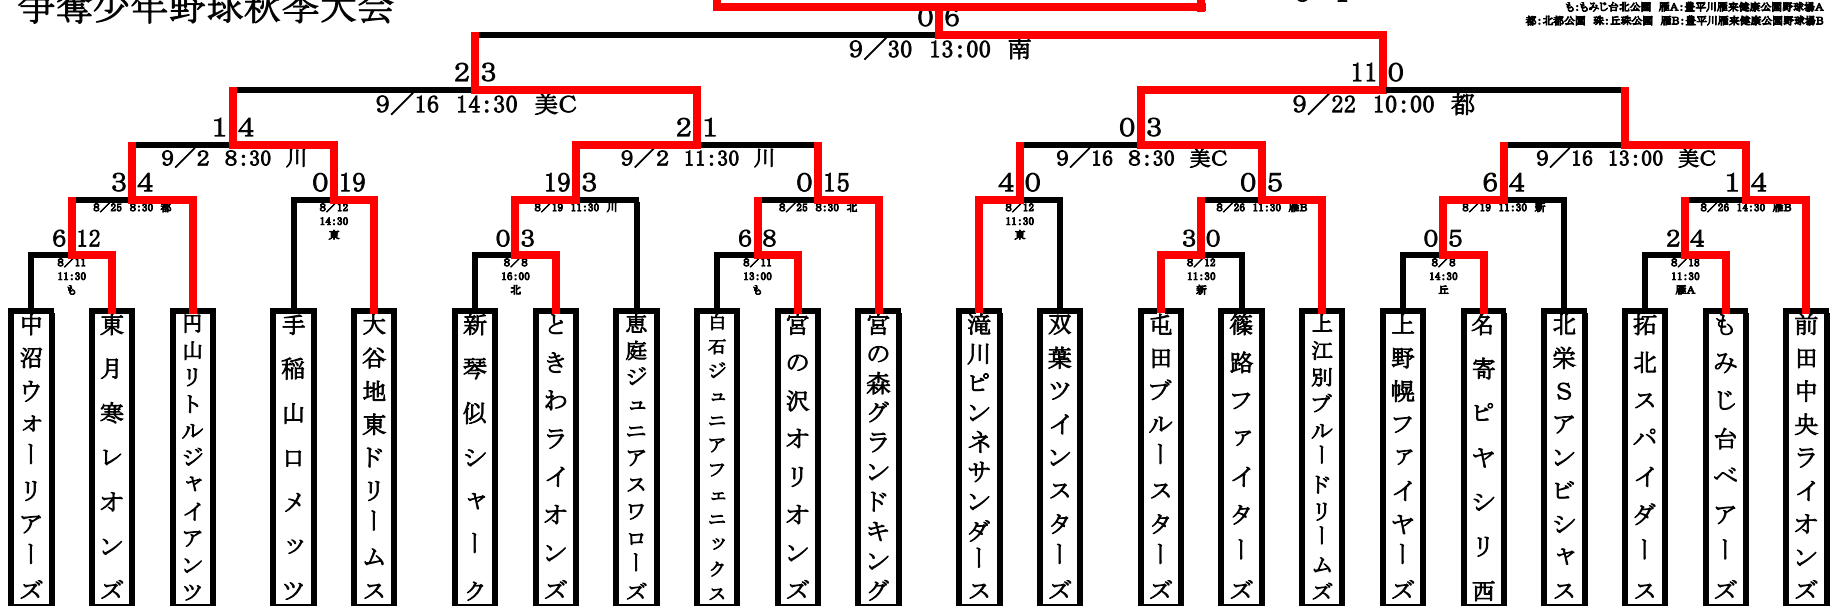 争奪少年野球秋季大会
も:もみじ台北公園 雁A:豊平川雁来健康公園野球場A
都:北都公園 珠:丘珠公園 雁B:豊平川雁来健康公園野球場B
0 6
9/30 13:00 南
2 3
9/16 14:30 美C
11 0
9/22 10:00 都
1 4
9/2 8:30 川
2 1
9/2 11:30 川
0 3
9/16 8:30 美C
9/16 13:00 美C
3 4
8/25 8:30 都
0 19
8/12
14:30
東
19 3
8/19 11:30 川
0 15
8/25 8:30 北
4 0
8/12
11:30
東
0 5
8/26 11:30 雁B
6 4
8/19 11:30 新
1 4
8/26 14:30 雁B
6 12
8/11
11:30
も
0 3
8/8
16:00
北
6 8
8/11
13:00
も
3 0
8/12
11:30
新
0 5
8/8
14:30
丘
2 4
8/18
11:30
雁A
中沼ウオーリアーズ
東月寒レオンズ
円山リトルジャイアンツ
手稲山口メッツ
大谷地東ドリームス
新琴似シャーク
ときわライオンズ
恵庭ジュニアスワローズ
白石ジュニアフェニックス
宮の沢オリオンズ
宮の森グランドキング
滝川ピンネサンダース
双葉ツインスターズ
屯田ブルースターズ
篠路ファイターズ
上江別ブルードリームズ
上野幌ファイヤーズ
名寄ピヤシリ西
北栄Sアンビシャス
拓北スパイダース
もみじ台ベアーズ
前田中央ライオンズ